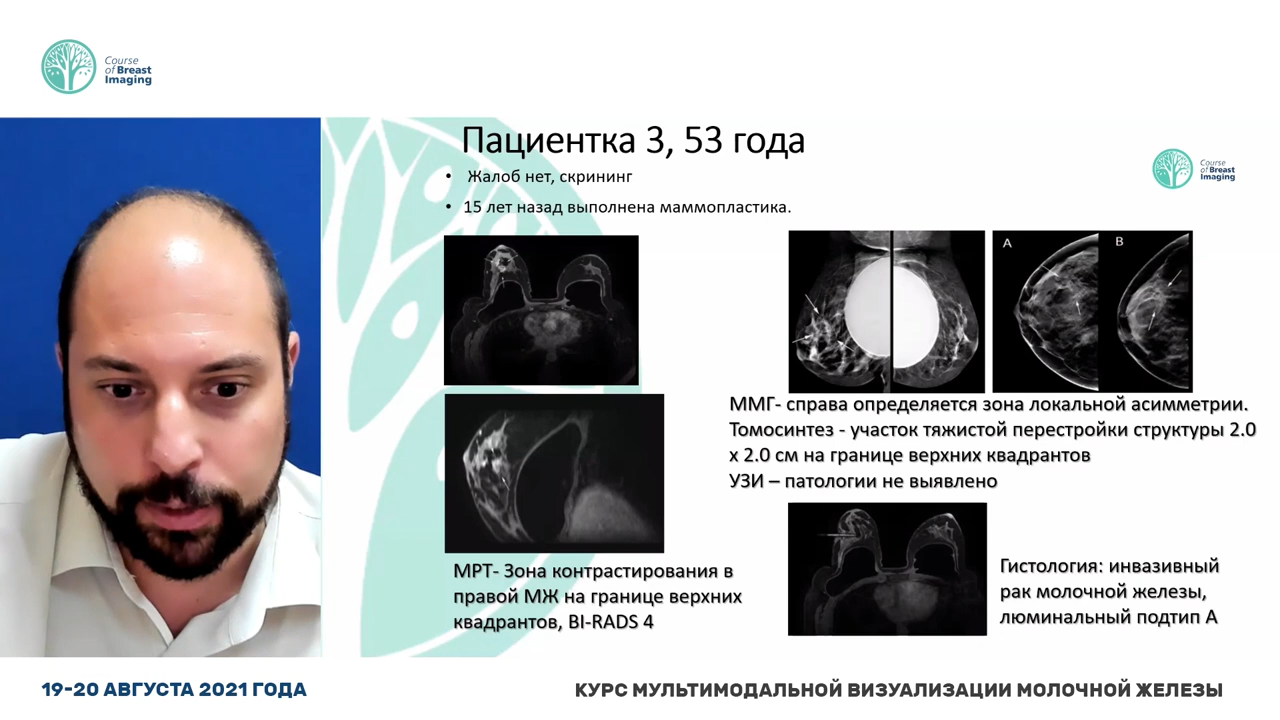 Course
of Breast
Imaging
Пациентка 3, 53 года
• Жалоб нет, скрининг
• 15 лет назад выполнена маммопластика.
Course
of Breast
Imaging
A
B
ММГ- справа определяется зона локальной асимметрии.
Томосинтез - участок тяжистой перестройки структуры 2.0
х 2.0 см на границе верхних квадрантов
УЗИ – патологии не выявлено
МРТ- Зона контрастирования в
правой МЖ на границе верхних
квадрантов, BI-RADS 4
Гистология: инвазивный
рак молочной железы,
люминальный подтип А
19-20 АВГУСТА 2021 ГОДА
КУРС МУЛЬТИМОДАЛЬНОЙ ВИЗУАЛИЗАЦИИ МОЛОЧНОЙ ЖЕЛЕЗЫ